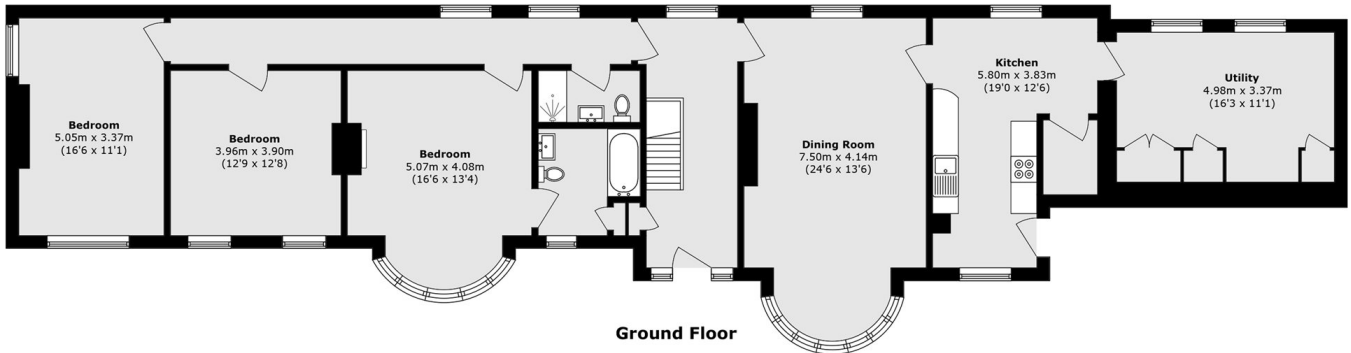 Bedroom
5.05m x 3.37m
(16'6 x 11'1)
Bedroom
3.96m x 3.90m
(12'9 x 12'8)
Bedroom
5.07m x 4.08m
(16'6 x 13'4)
Dining Room
7.50m x 4.14m
(24'6 x 13'6)
Kitchen
5.80m x 3.83m
(19'0 x 12'6)
Utility
4.98m x 3.37m
(16'3 x 11'1)
Ground Floor